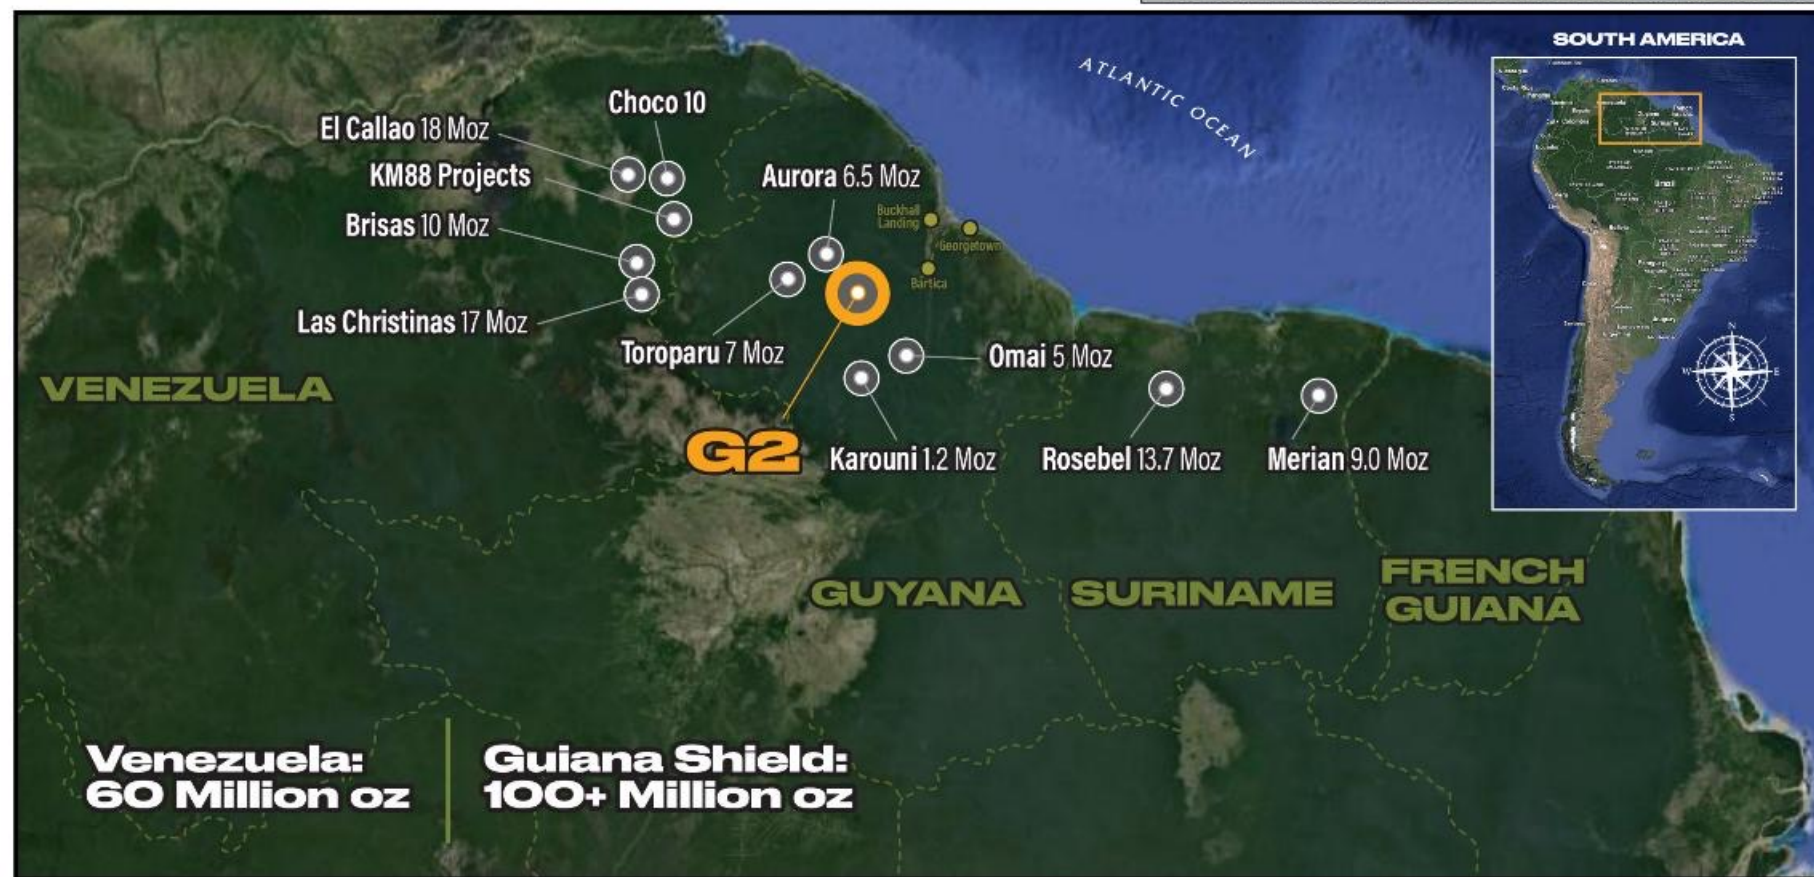 SOUTH AMERICA
ATLANTIC OCEAN
Choco 10
El Callao 18 Moz
KM88 Projects
Aurora 6.5 Moz
Brisas 10 Moz
Buckhall
Landing
Georgetown
Bartica
Las Christinas 17 Moz
Toroparu 7 Moz
Omai 5 Moz
VENEZUELA
G2
Karouni 1.2 Moz
Rosebel 13.7 Moz
Merian 9.0 Moz
N
W
E
S
GUYANA
SURINAME
FRENCH
GUIANA
Venezuela:
60 Million oz
Guiana Shield:
100+ Million oz
Brazil